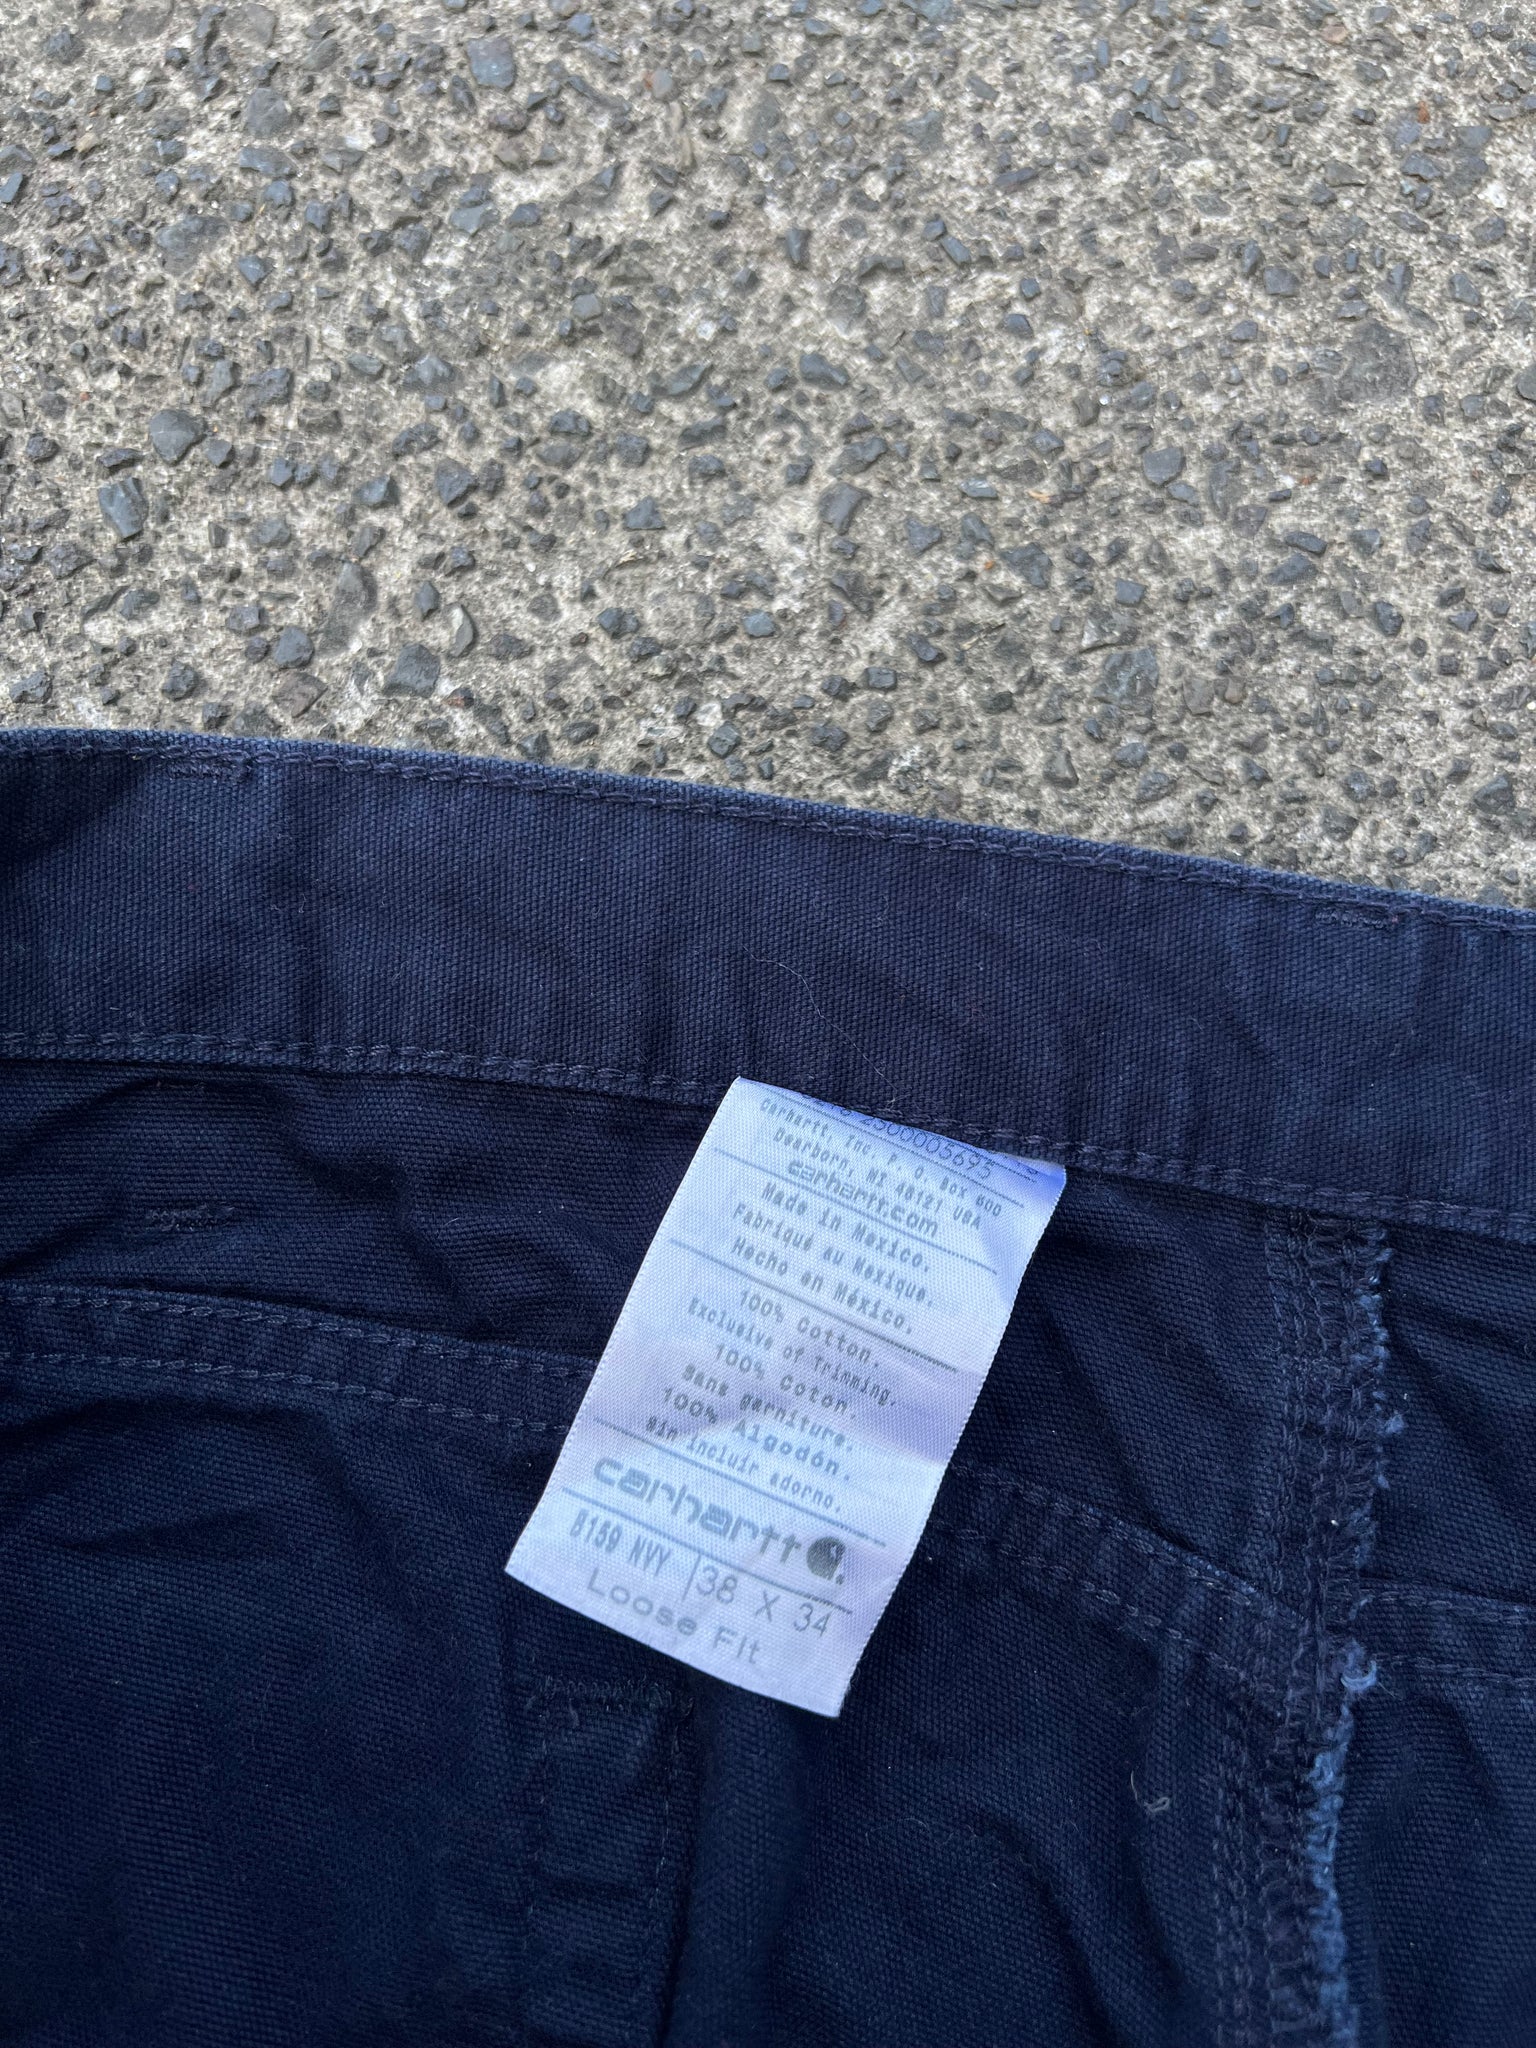 2300005695
Carhartt, Inc. P. O. Box 600
Dearborn, MI 48121 USA
carhartt.com
Made in Mexico.
Fabriqué au Mexique.
Hecho en México.
100% Cotton.
Exclusive of Trimming.
100% Coton.
Sans garniture.
100% Algodón.
Sin incluir adorno.
carhartt
B159 NVY 38 X 34
Loose Fit